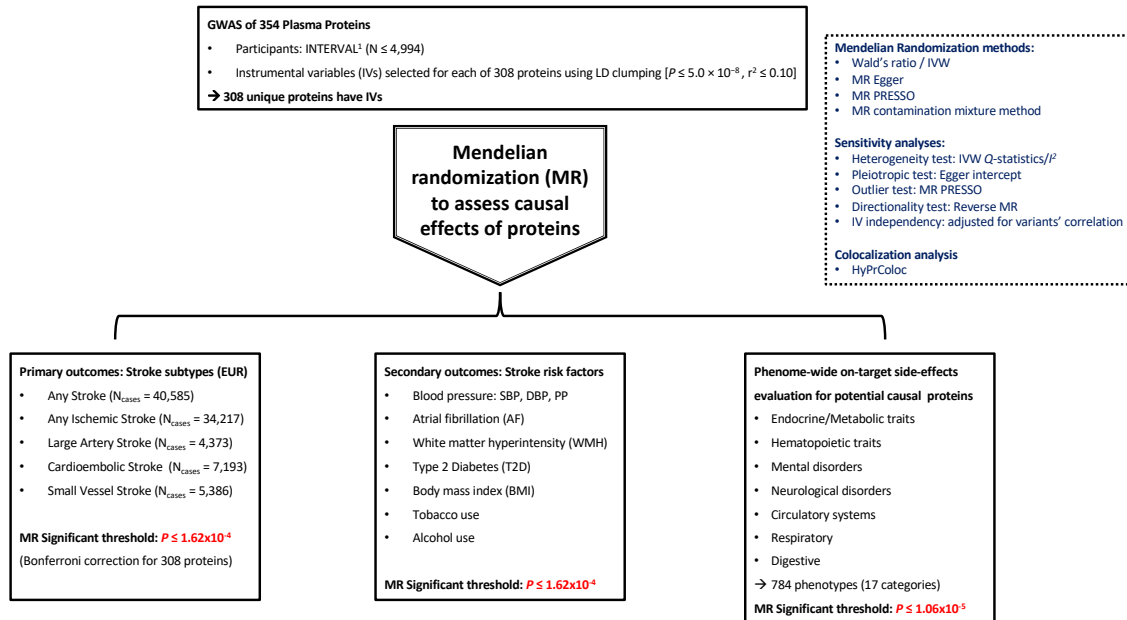 GWAS of 354 Plasma Proteins
• Participants: INTERVAL¹ (N ≤ 4,994)
• Instrumental variables (IVs) selected for each of 308 proteins using LD clumping [P ≤ 5.0 × 10⁻⁸ , r² ≤ 0.10]
→ 308 unique proteins have IVs
Mendelian Randomization methods:
• Wald's ratio / IVW
• MR Egger
• MR PRESSO
• MR contamination mixture method
Sensitivity analyses:
• Heterogeneity test: IVW Q-statistics/I²
• Pleiotropic test: Egger intercept
• Outlier test: MR PRESSO
• Directionality test: Reverse MR
• IV independency: adjusted for variants' correlation
Colocalization analysis
• HyPrColoc
Mendelian
randomization (MR)
to assess causal
effects of proteins
Primary outcomes: Stroke subtypes (EUR)
• Any Stroke (Ncases = 40,585)
• Any Ischemic Stroke (Ncases = 34,217)
• Large Artery Stroke (Ncases = 4,373)
• Cardioembolic Stroke (Ncases = 7,193)
• Small Vessel Stroke (Ncases = 5,386)
MR Significant threshold: P ≤ 1.62x10⁻⁴
(Bonferroni correction for 308 proteins)
Secondary outcomes: Stroke risk factors
• Blood pressure: SBP, DBP, PP
• Atrial fibrillation (AF)
• White matter hyperintensity (WMH)
• Type 2 Diabetes (T2D)
• Body mass index (BMI)
• Tobacco use
• Alcohol use
MR Significant threshold: P ≤ 1.62x10⁻⁴
Phenome-wide on-target side-effects
evaluation for potential causal proteins
• Endocrine/Metabolic traits
• Hematopoietic traits
• Mental disorders
• Neurological disorders
• Circulatory systems
• Respiratory
• Digestive
→ 784 phenotypes (17 categories)
MR Significant threshold: P ≤ 1.06x10⁻⁵